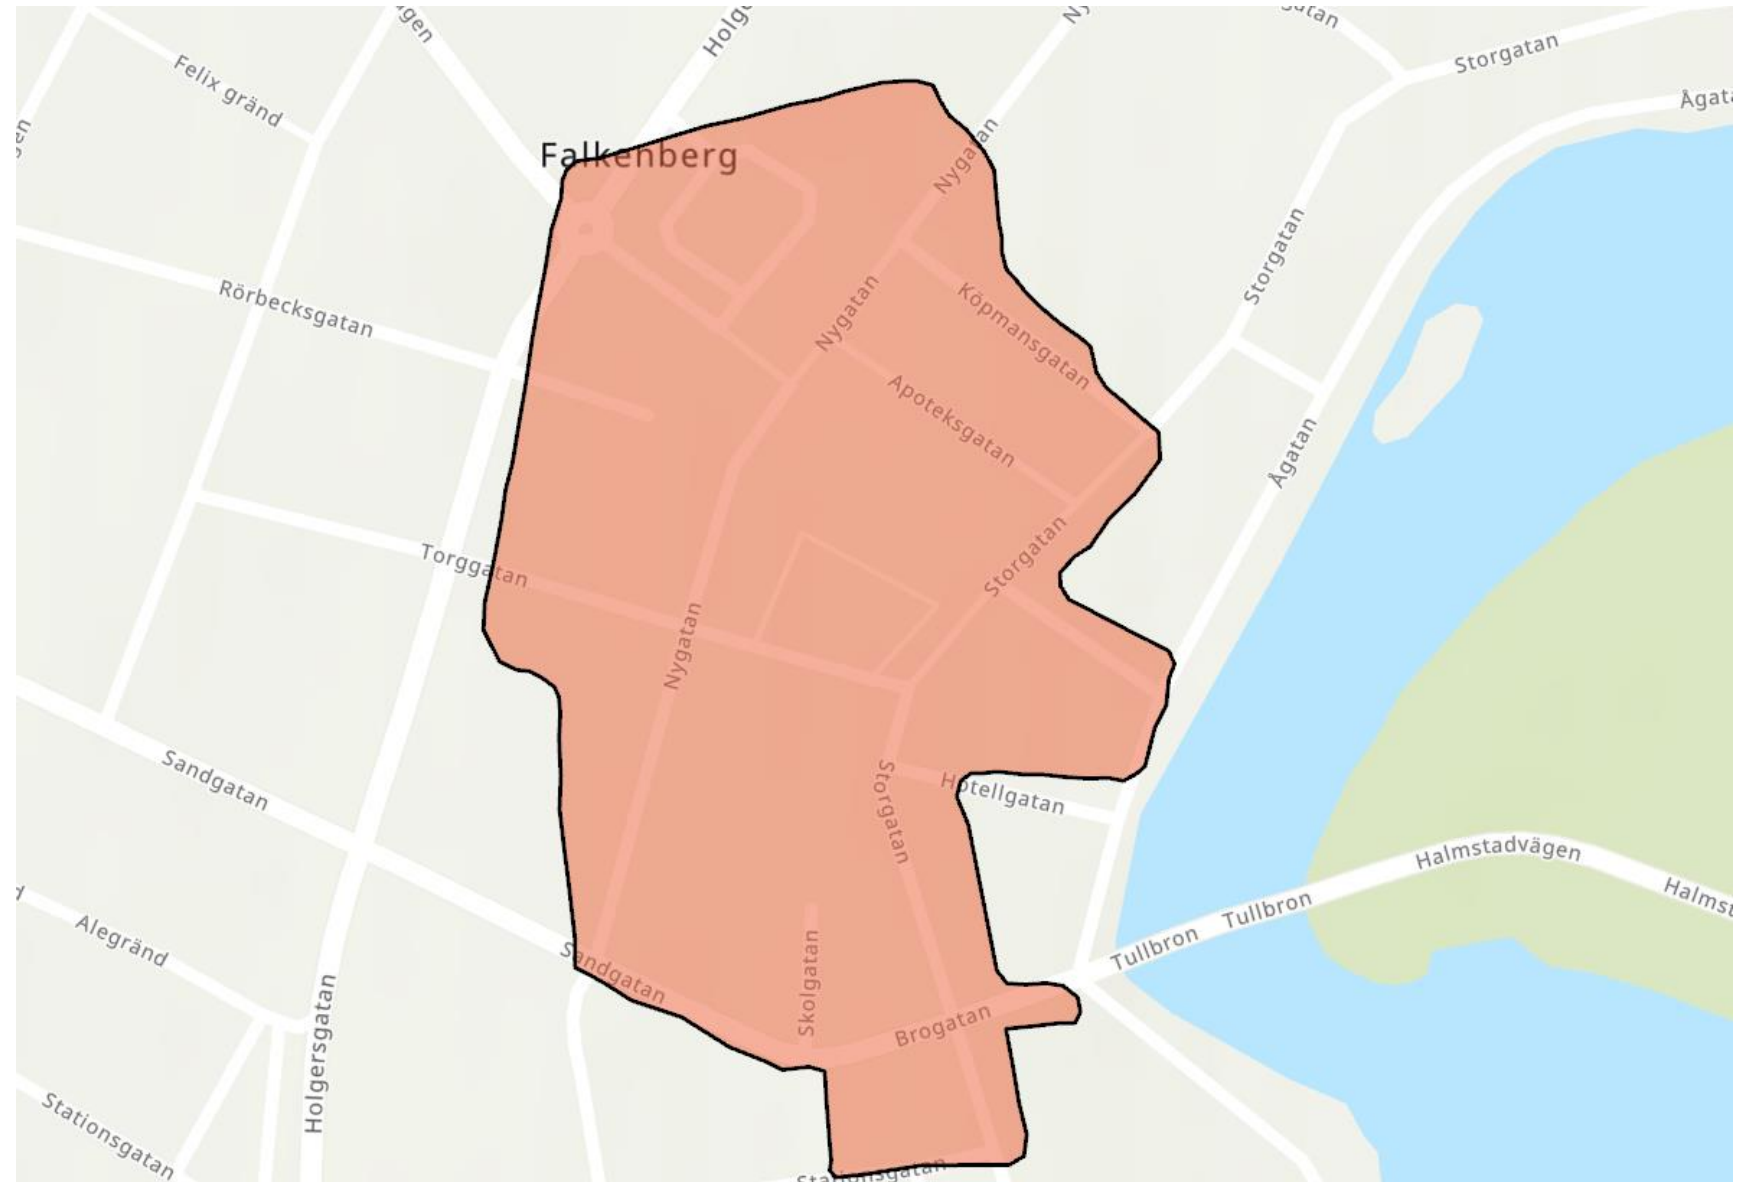 Holg
Felix gränd
Storgatan
Falkenberg
Nygatan
Storgatan
Rörbecksgatan
Nygatan
Köpmansgatan
Apoteksgatan
Ågatan
Torggatan
Storgatan
Nygatan
Sandgatan
Hotellgatan
Storgatan
Halmstadvägen
Tullbron
Tullbron
Alegränd
Sandgatan
Skolgatan
Brogatan
Holgersgatan
Stationsgatan
Stationsgatan